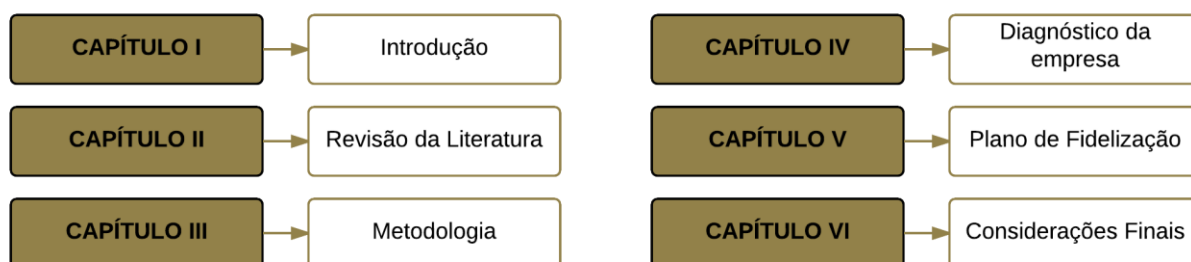 CAPÍTULO I
Introdução
CAPÍTULO II
Revisão da Literatura
CAPÍTULO III
Metodologia
CAPÍTULO IV
Diagnóstico da
empresa
CAPÍTULO V
Plano de Fidelização
CAPÍTULO VI
Considerações Finais